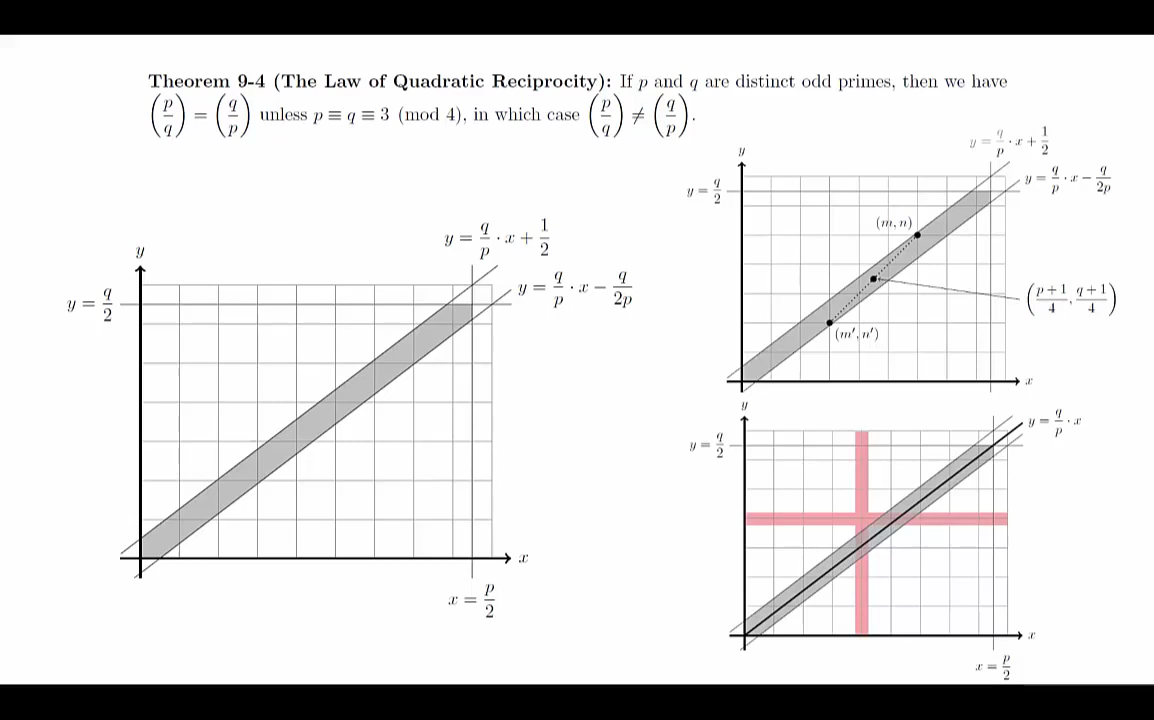 Theorem 9-4 (The Law of Quadratic Reciprocity): If p and q are distinct odd primes, then we have
(p/q) = (q/p) unless p ≡ q ≡ 3 (mod 4), in which case (p/q) ≠ (q/p).
y = q/p · x + 1/2
y
y = q/p · x − q/2p
y = q/2
(m, n)
((p+1)/4, (q+1)/4)
(m′, n′)
x
y = q/p · x + 1/2
y
y = q/p · x − q/2p
y = q/2
x
x = p/2
y
y = q/p · x
y = q/2
x
x = p/2